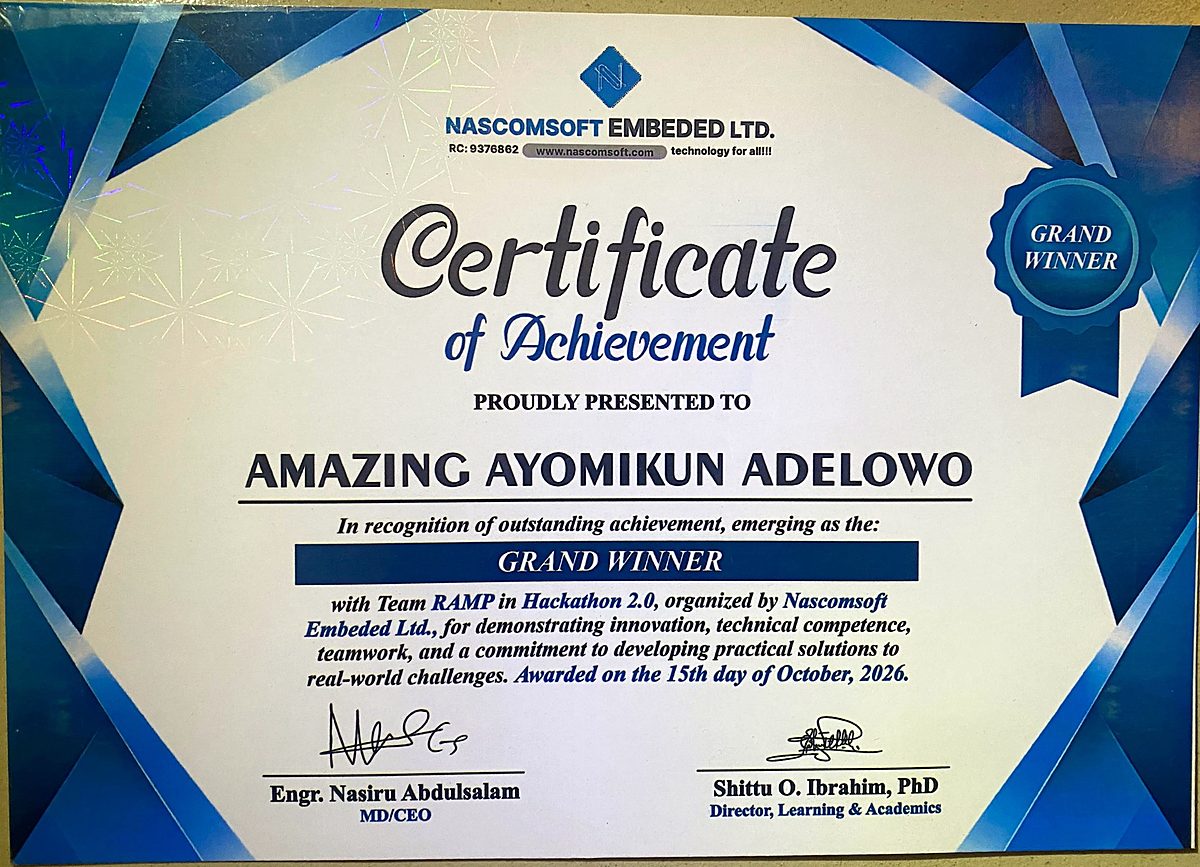 NASCOMSOFT EMBEDED LTD.
RC: 9376862 www.nascomsoft.com technology for all!!!
Certificate
of Achievement
GRAND
WINNER
PROUDLY PRESENTED TO
AMAZING AYOMIKUN ADELOWO
In recognition of outstanding achievement, emerging as the:
GRAND WINNER
with Team RAMP in Hackathon 2.0, organized by Nascomsoft
Embeded Ltd., for demonstrating innovation, technical competence,
teamwork, and a commitment to developing practical solutions to
real-world challenges. Awarded on the 15th day of October, 2026.
Engr. Nasiru Abdulsalam
MD/CEO
Shittu O. Ibrahim, PhD
Director, Learning & Academics